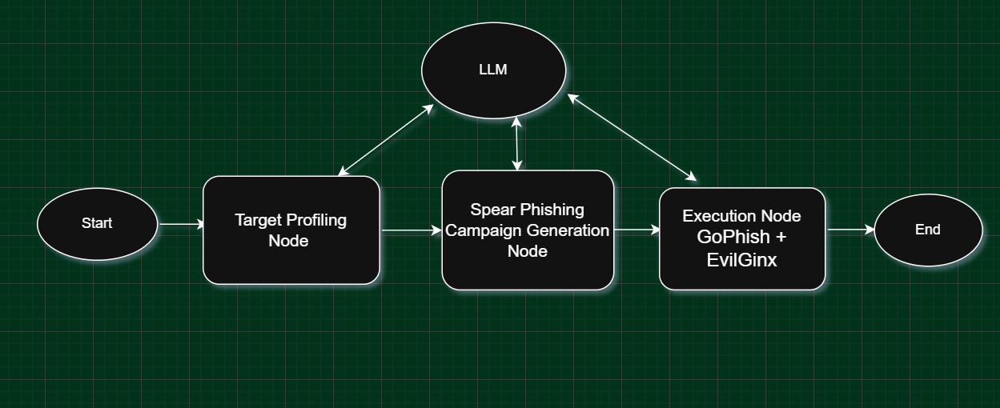 LLM
Start
Target Profiling
Node
Spear Phishing
Campaign Generation
Node
Execution Node
GoPhish +
EvilGinx
End